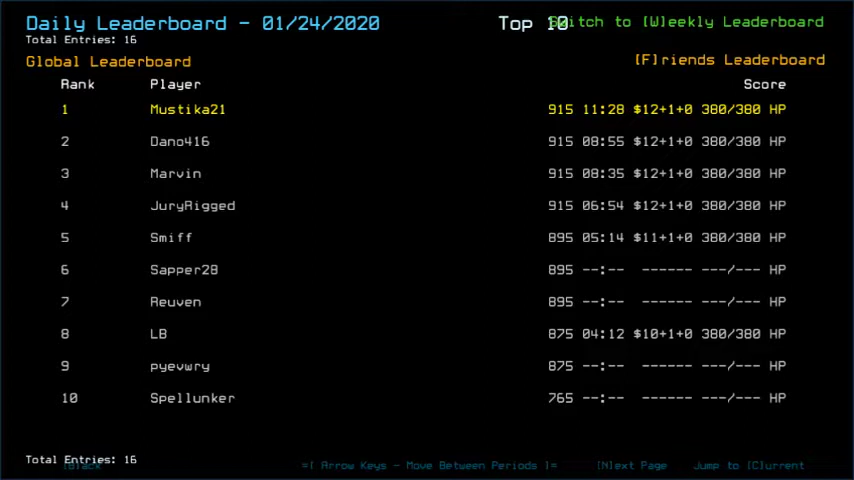 Daily Leaderboard - 01/24/2020 Top 10 Switch to [W]eekly Leaderboard
Total Entries: 16
Global Leaderboard [F]riends Leaderboard
Rank Player Score
1 Mustika21 915 11:28 $12+1+0 380/380 HP
2 Dano416 915 08:55 $12+1+0 380/380 HP
3 Marvin 915 08:35 $12+1+0 380/380 HP
4 JuryRigged 915 06:54 $12+1+0 380/380 HP
5 Smiff 895 05:14 $11+1+0 380/380 HP
6 Sapper28 895 --:-- ------ ---/--- HP
7 Reuven 895 --:-- ------ ---/--- HP
8 LB 875 04:12 $10+1+0 380/380 HP
9 pyevwry 875 --:-- ------ ---/--- HP
10 Spellunker 765 --:-- ------ ---/--- HP
Total Entries: 16
[B]ack =[ Arrow Keys - Move Between Periods ]= [N]ext Page Jump to [C]urrent